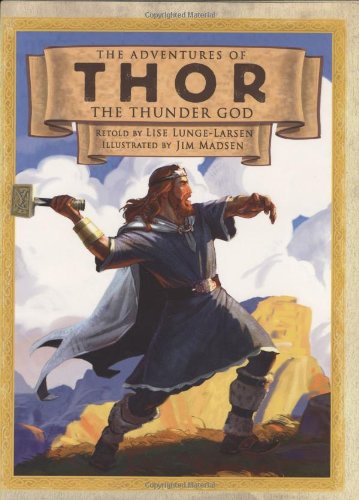 THE ADVENTURES OF
THOR
THE THUNDER GOD
RETOLD BY LISE LUNGE-LARSEN
ILLUSTRATED BY JIM MADSEN